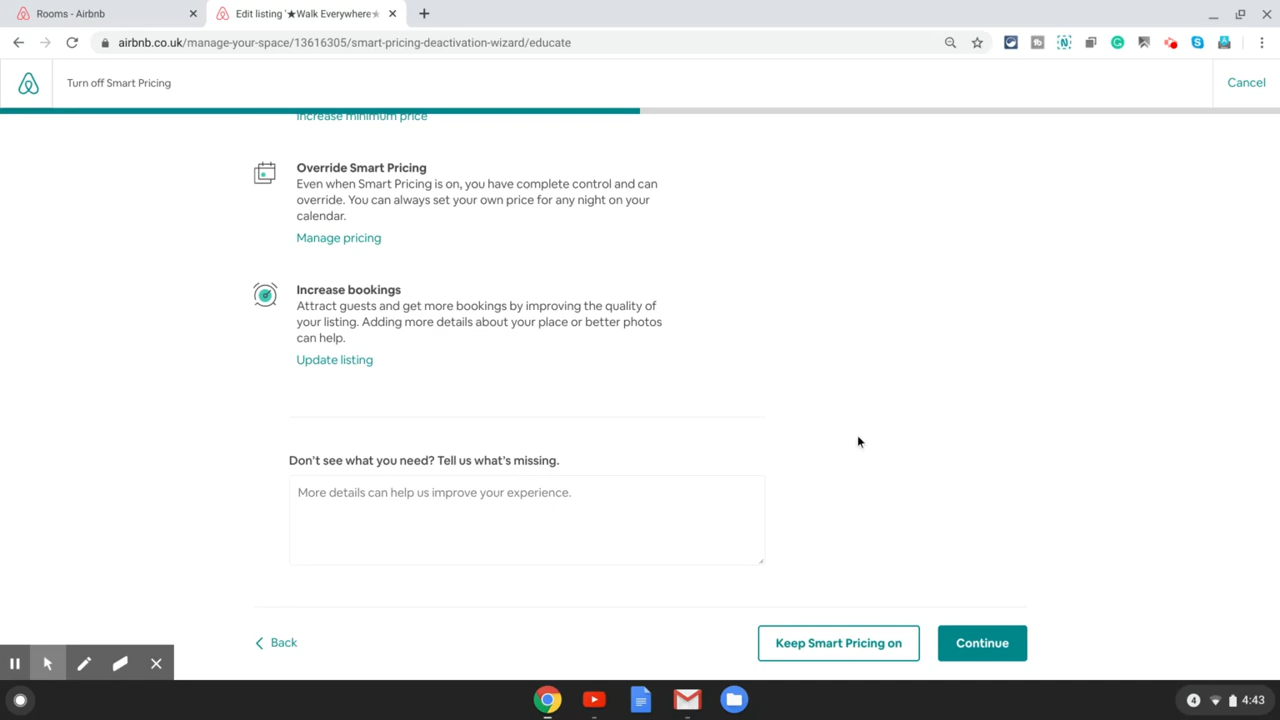 Rooms - Airbnb
Edit listing '★Walk Everywhere★
airbnb.co.uk/manage-your-space/13616305/smart-pricing-deactivation-wizard/educate
Turn off Smart Pricing
Cancel
Increase minimum price
Override Smart Pricing
Even when Smart Pricing is on, you have complete control and can
override. You can always set your own price for any night on your
calendar.
Manage pricing
Increase bookings
Attract guests and get more bookings by improving the quality of
your listing. Adding more details about your place or better photos
can help.
Update listing
Don't see what you need? Tell us what's missing.
More details can help us improve your experience.
Back
Keep Smart Pricing on
Continue
4
4:43